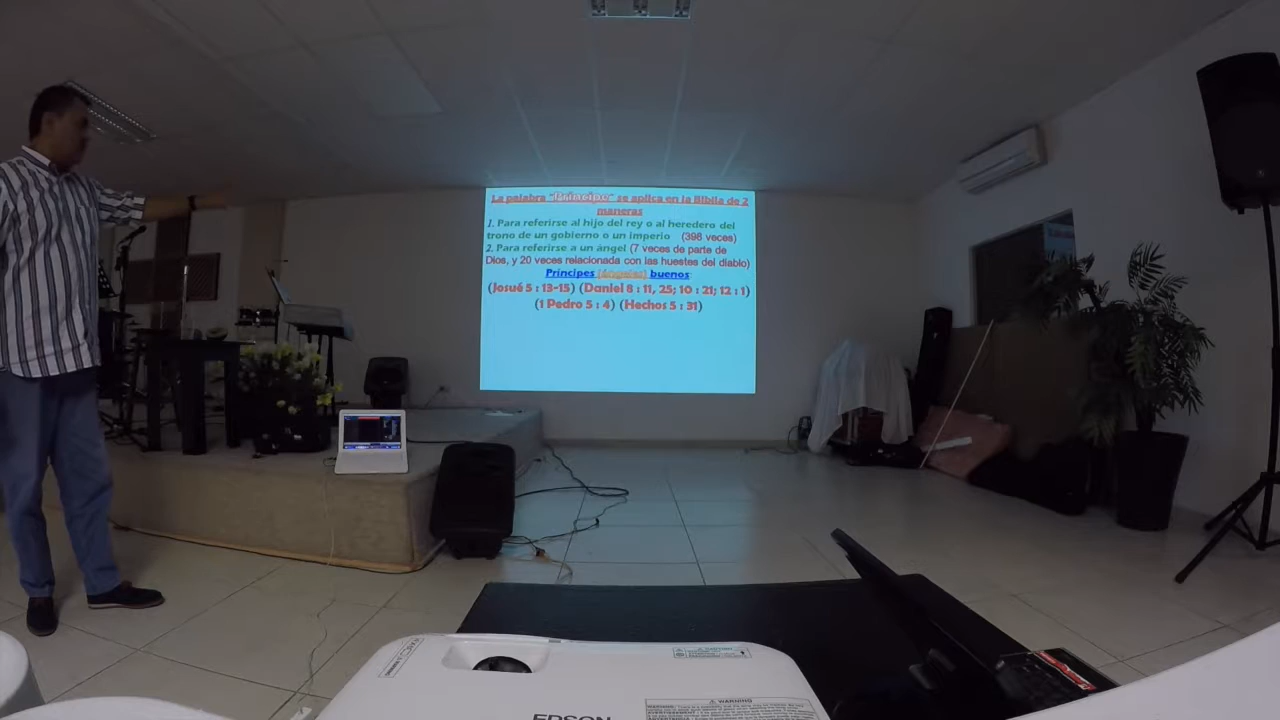 La palabra "Príncipe" se aplica en la Biblia de 2
maneras
1. Para referirse al hijo del rey o al heredero del
trono de un gobierno o un imperio (396 veces)
2. Para referirse a un ángel (7 veces de parte de
Dios, y 20 veces relacionada con las huestes del diablo)
Príncipes (ángeles) buenos:
(Josué 5 : 13-15) (Daniel 8 : 11, 25; 10 : 21; 12 : 1)
(1 Pedro 5 : 4) (Hechos 5 : 31)
WARNING
EPSON